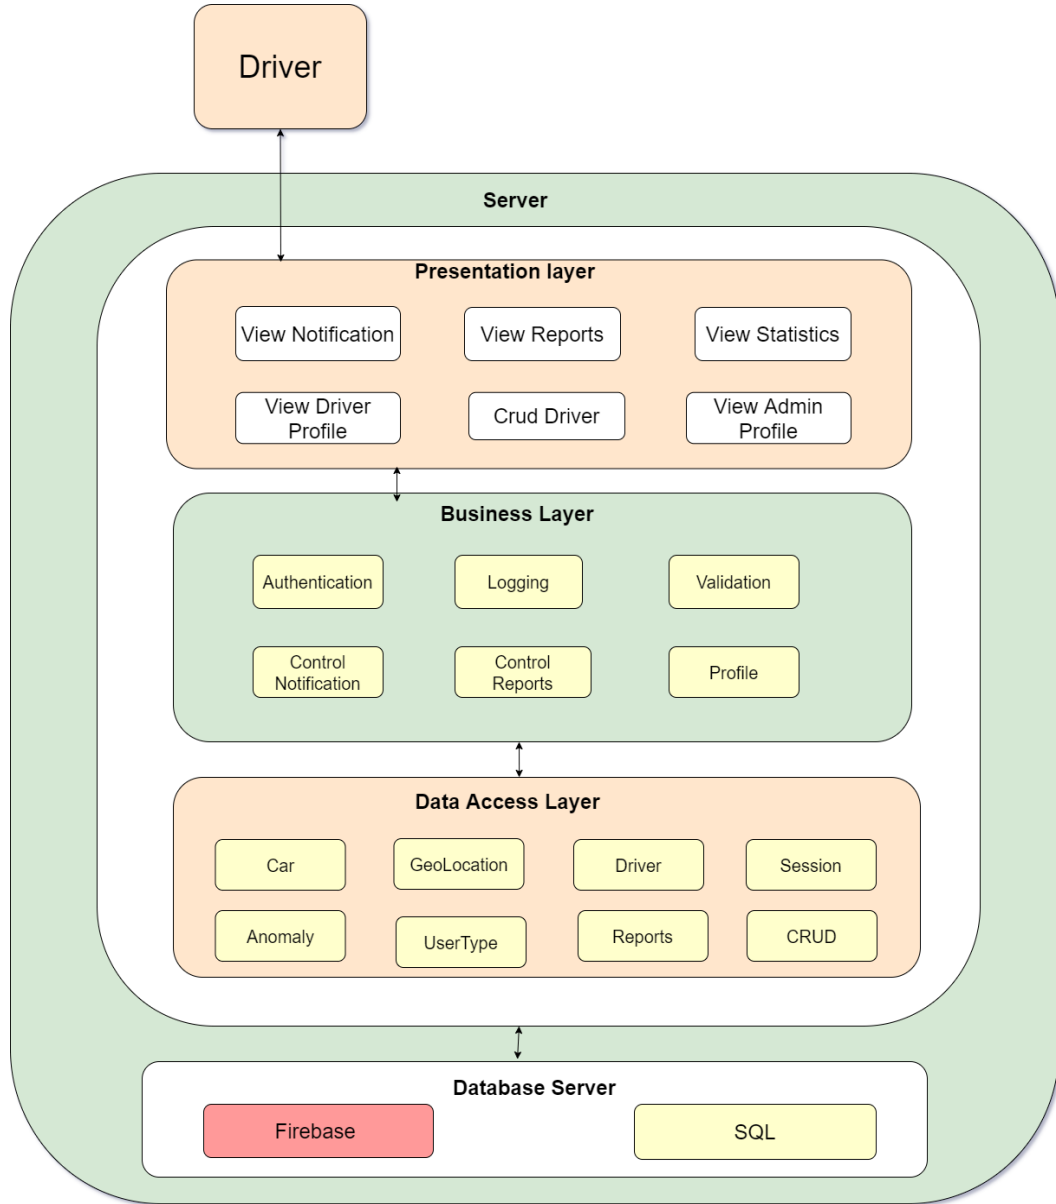 Driver
Server
Presentation layer
View Notification
View Reports
View Statistics
View Driver
Profile
Crud Driver
View Admin
Profile
Business Layer
Authentication
Logging
Validation
Control
Notification
Control
Reports
Profile
Data Access Layer
Car
GeoLocation
Driver
Session
Anomaly
UserType
Reports
CRUD
Database Server
Firebase
SQL